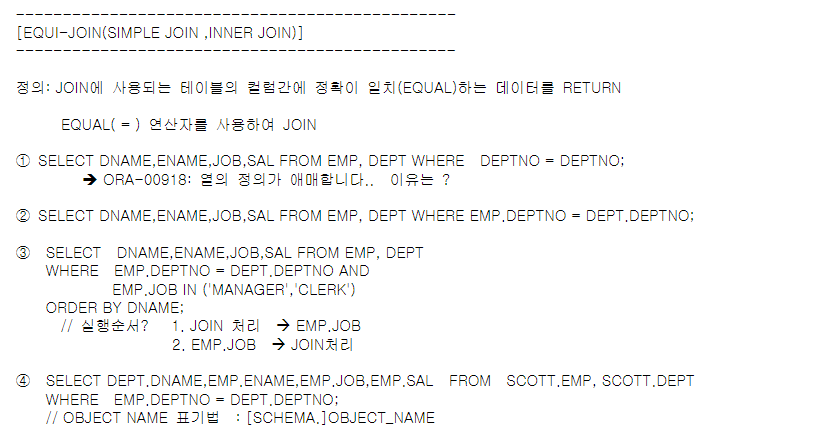 ------------------------------------------------
[EQUI-JOIN(SIMPLE JOIN ,INNER JOIN)]
------------------------------------------------
정의: JOIN에 사용되는 테이블의 컬럼간에 정확이 일치(EQUAL)하는 데이터를 RETURN
EQUAL( = ) 연산자를 사용하여 JOIN
① SELECT DNAME,ENAME,JOB,SAL FROM EMP, DEPT WHERE DEPTNO = DEPTNO;
➔ ORA-00918: 열의 정의가 애매합니다.. 이유는 ?
② SELECT DNAME,ENAME,JOB,SAL FROM EMP, DEPT WHERE EMP.DEPTNO = DEPT.DEPTNO;
③ SELECT DNAME,ENAME,JOB,SAL FROM EMP, DEPT
WHERE EMP.DEPTNO = DEPT.DEPTNO AND
EMP.JOB IN ('MANAGER','CLERK')
ORDER BY DNAME;
// 실행순서? 1. JOIN 처리 ➔ EMP.JOB
2. EMP.JOB ➔ JOIN처리
④ SELECT DEPT.DNAME,EMP.ENAME,EMP.JOB,EMP.SAL FROM SCOTT.EMP, SCOTT.DEPT
WHERE EMP.DEPTNO = DEPT.DEPTNO;
// OBJECT NAME 표기법 : [SCHEMA.]OBJECT_NAME